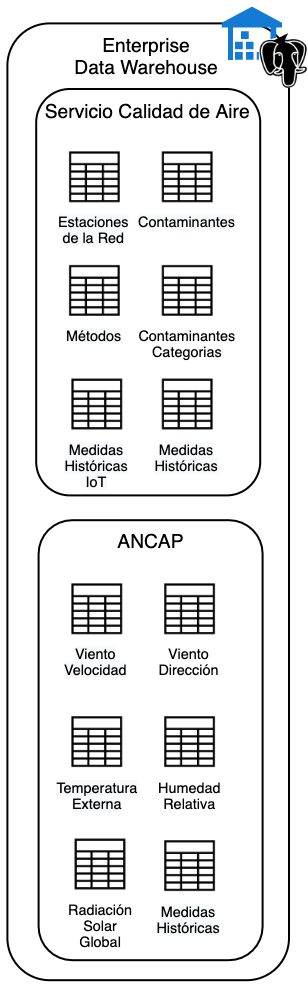 Enterprise
Data Warehouse
Servicio Calidad de Aire
Estaciones
de la Red
Contaminantes
Métodos
Contaminantes
Categorias
Medidas
Históricas
IoT
Medidas
Históricas
ANCAP
Viento
Velocidad
Viento
Dirección
Temperatura
Externa
Humedad
Relativa
Radiación
Solar
Global
Medidas
Históricas